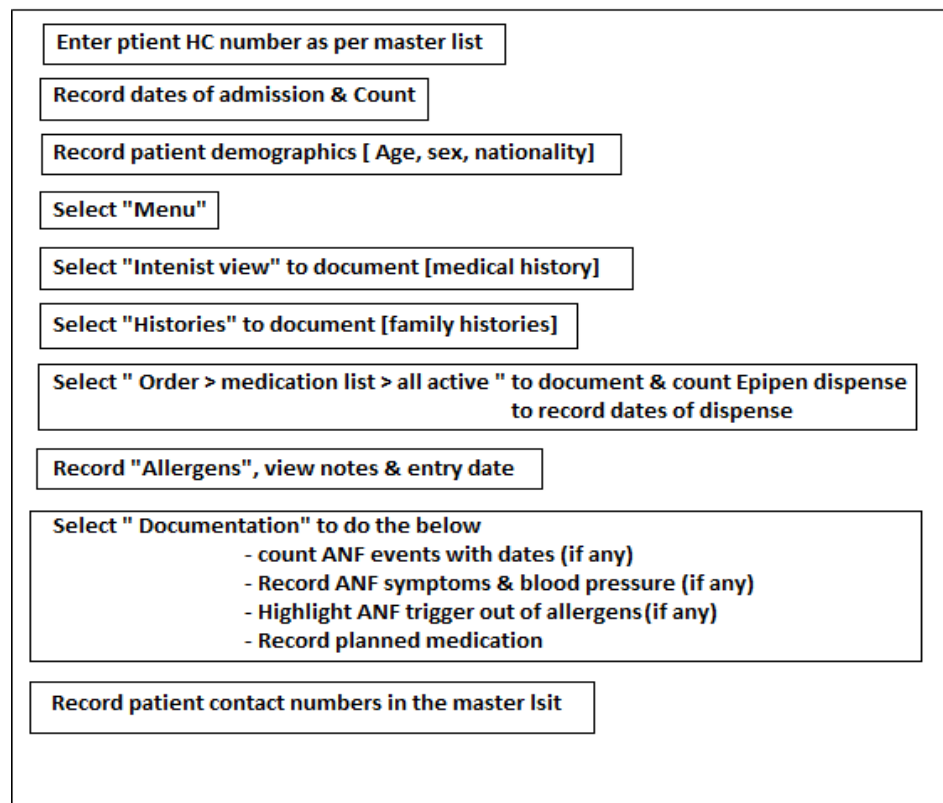 Enter ptient HC number as per master list
Record dates of admission & Count
Record patient demographics [ Age, sex, nationality]
Select "Menu"
Select "Intenist view" to document [medical history]
Select "Histories" to document [family histories]
Select " Order > medication list > all active " to document & count Epipen dispense
to record dates of dispense
Record "Allergens", view notes & entry date
Select " Documentation" to do the below
- count ANF events with dates (if any)
- Record ANF symptoms & blood pressure (if any)
- Highlight ANF trigger out of allergens (if any)
- Record planned medication
Record patient contact numbers in the master lsit